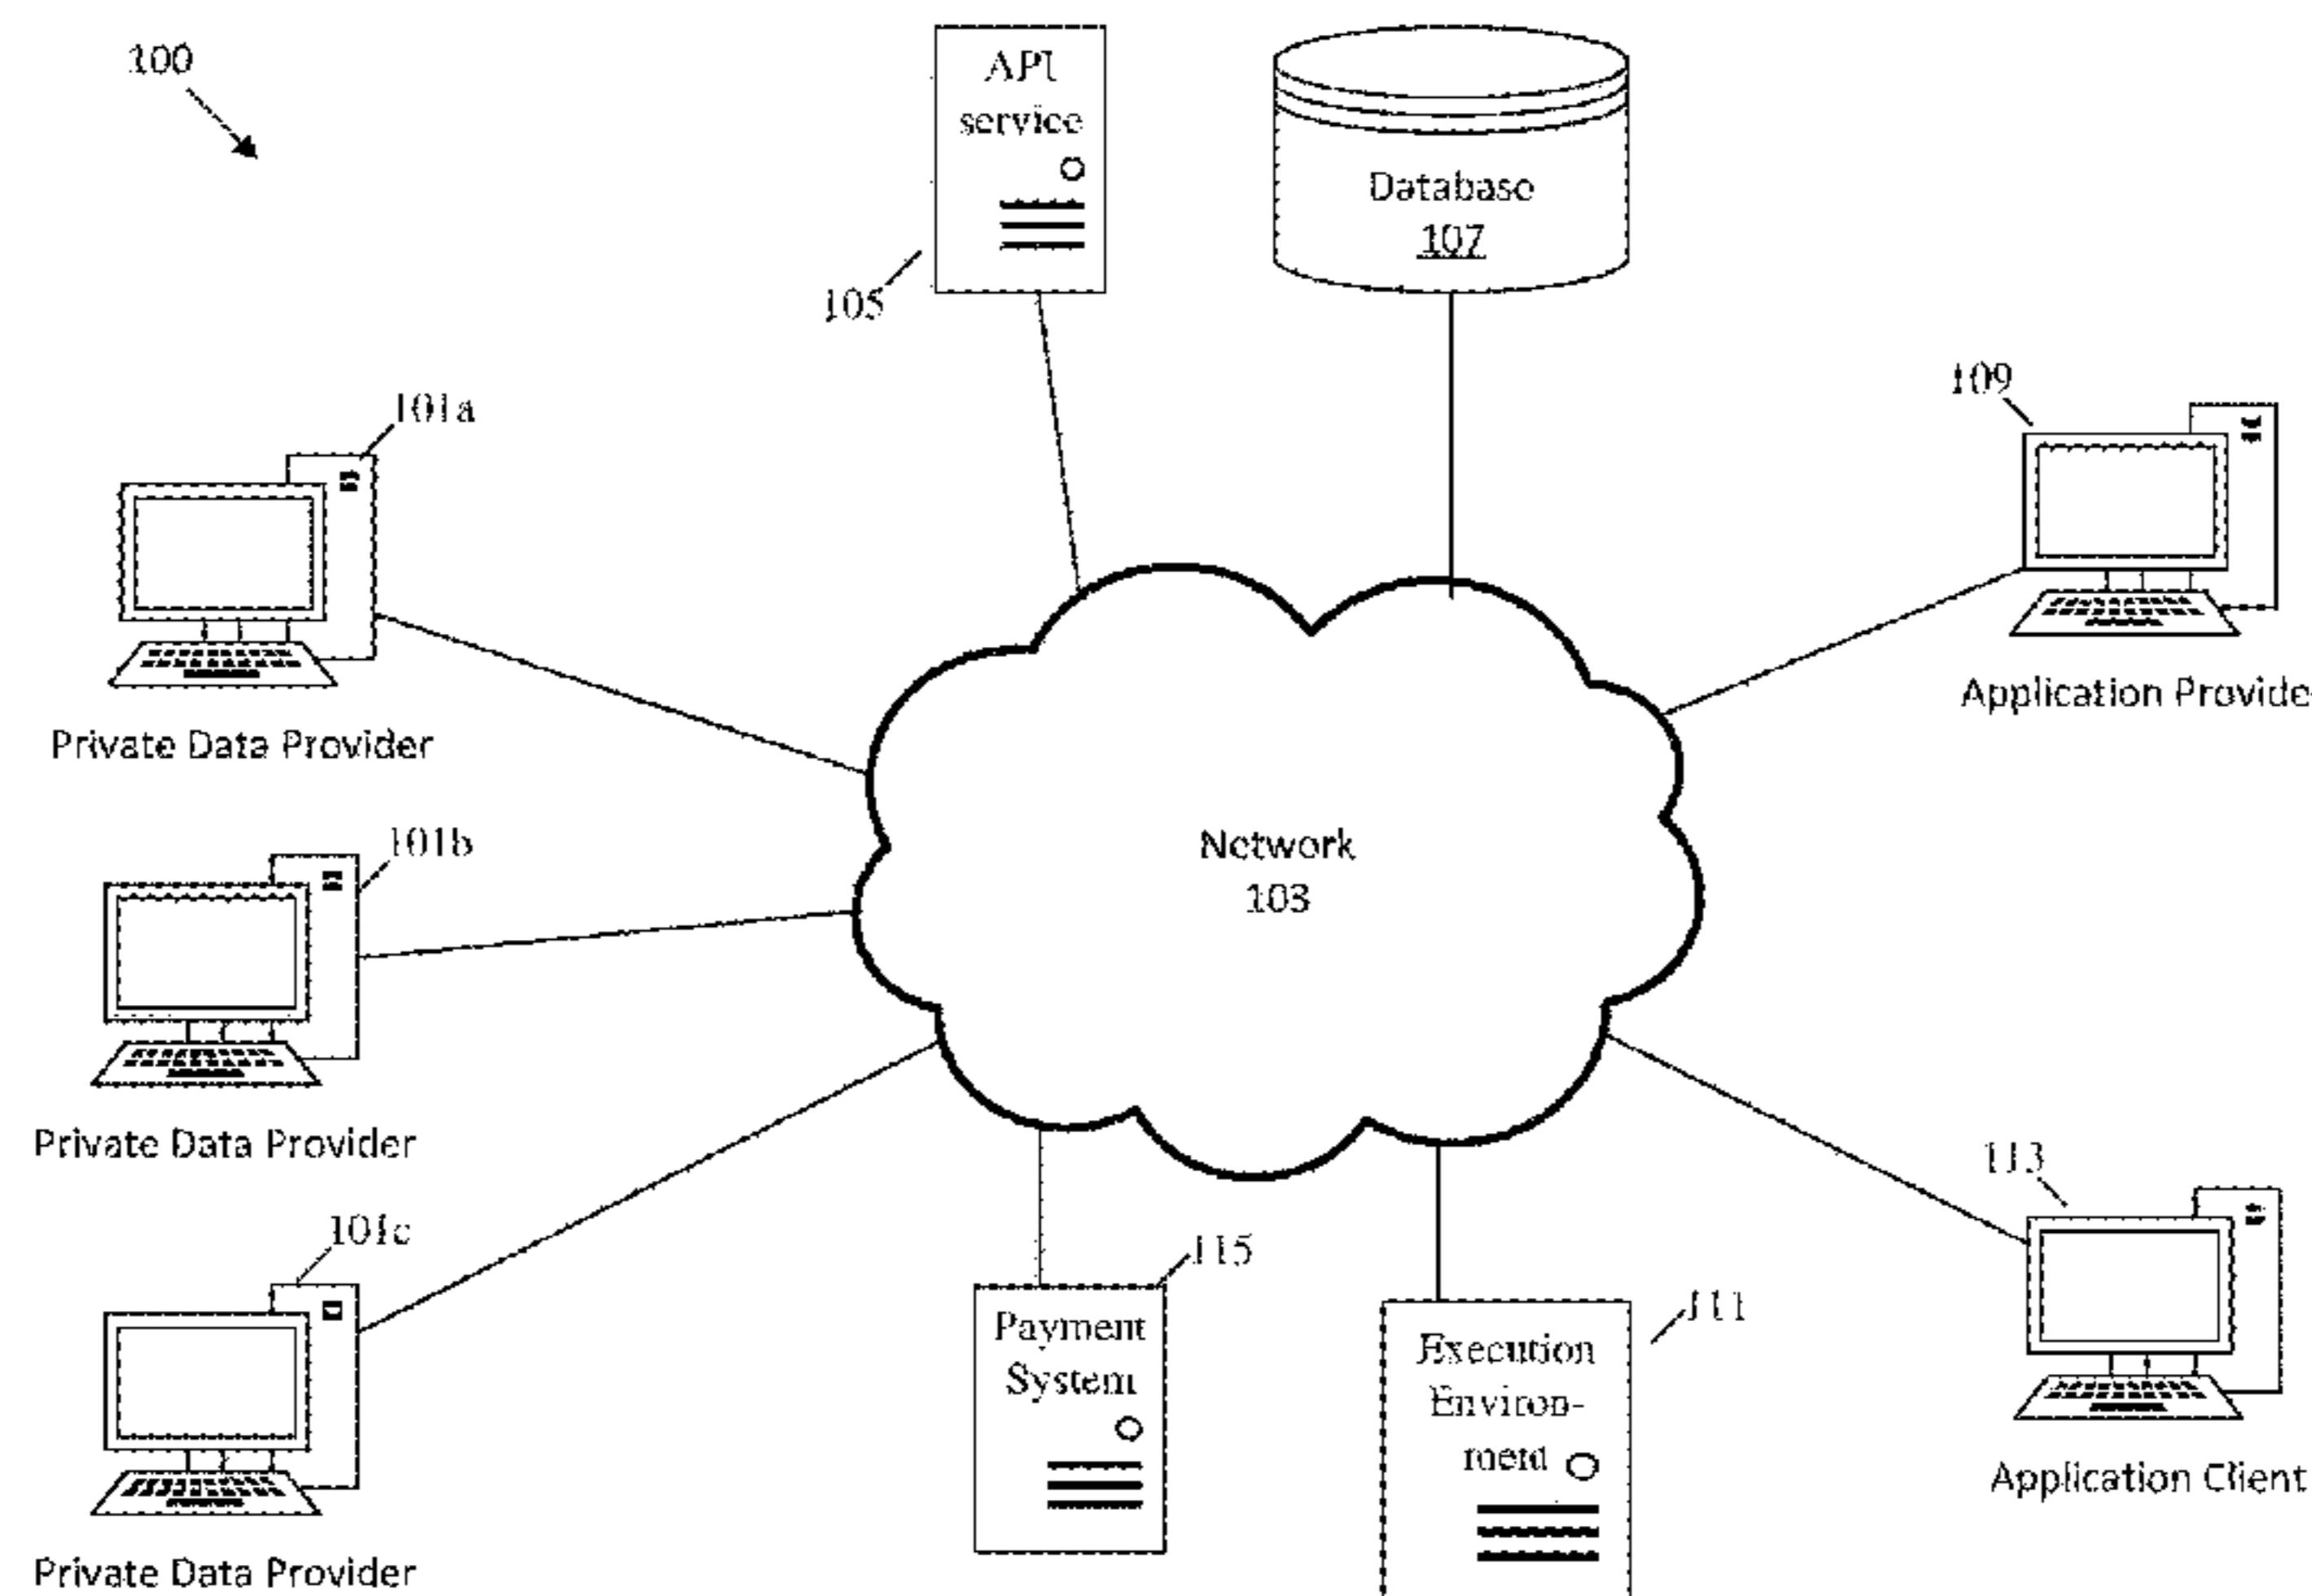 100
API
service
105
Database
107
101a
Private Data Provider
109
Application Provide
101b
Private Data Provider
Network
103
101c
Private Data Provider
115
Payment
System
111
Execution
Environ-
ment
113
Application Client